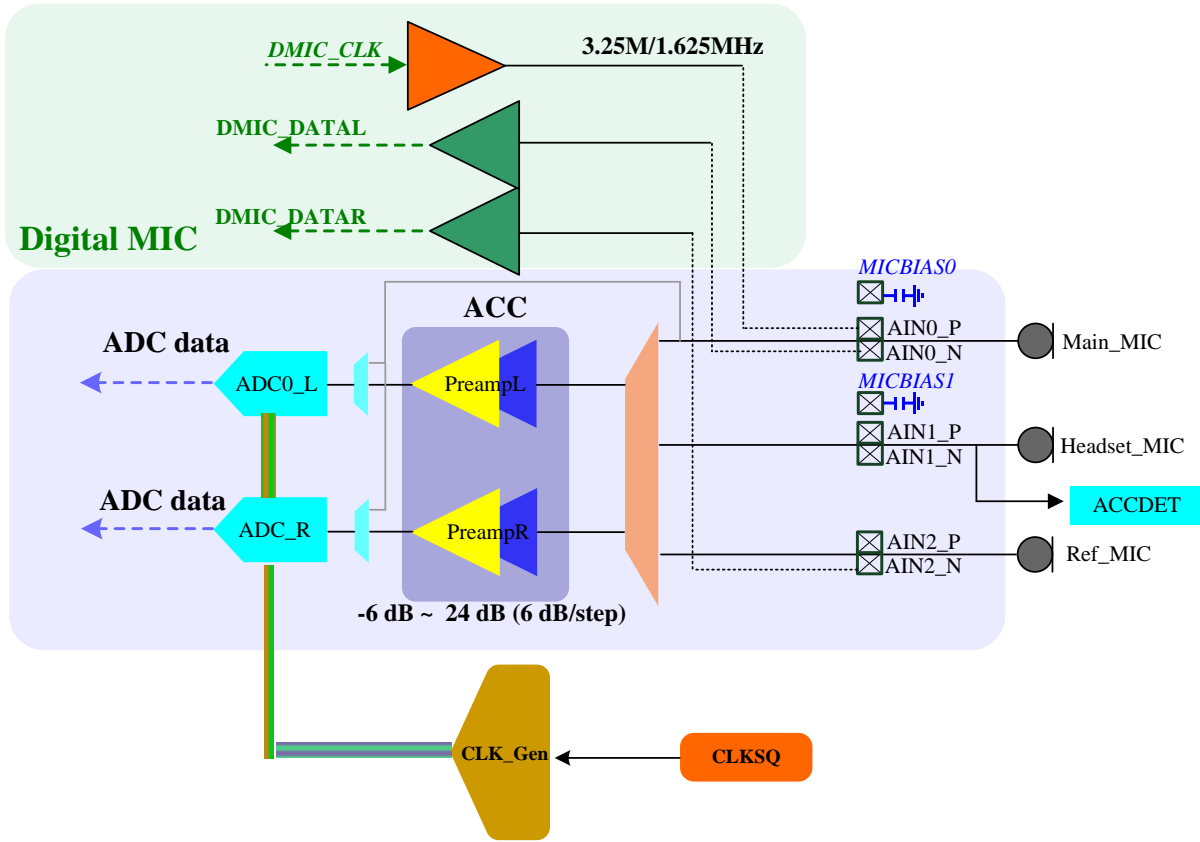 DMIC_CLK
3.25M/1.625MHz
DMIC_DATAL
DMIC_DATAR
Digital MIC
MICBIAS0
ACC
AIN0_P
AIN0_N
Main_MIC
ADC data
ADC0_L
PreampL
MICBIAS1
AIN1_P
AIN1_N
Headset_MIC
ADC data
ACCDET
ADC_R
PreampR
AIN2_P
AIN2_N
Ref_MIC
-6 dB ~ 24 dB (6 dB/step)
CLK_Gen
CLKSQ